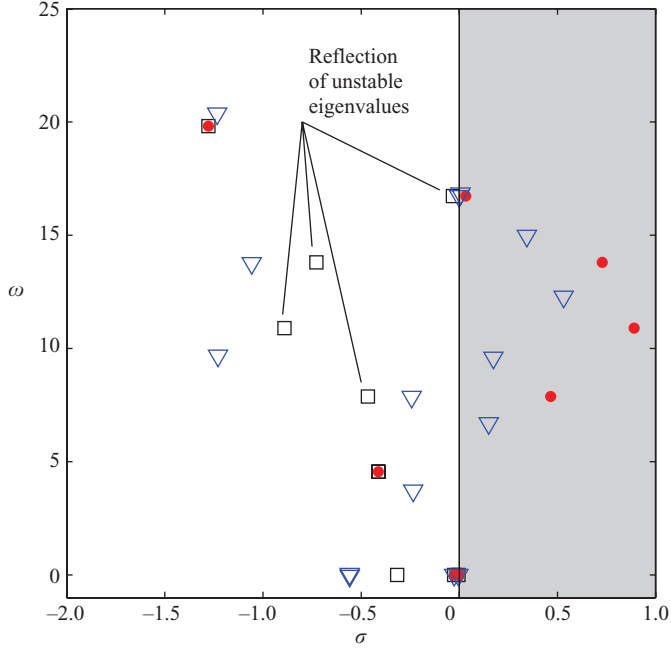 25
20
15
10
5
0
ω
Reflection
of unstable
eigenvalues
–2.0
–1.5
–1.0
–0.5
0
0.5
1.0
σ